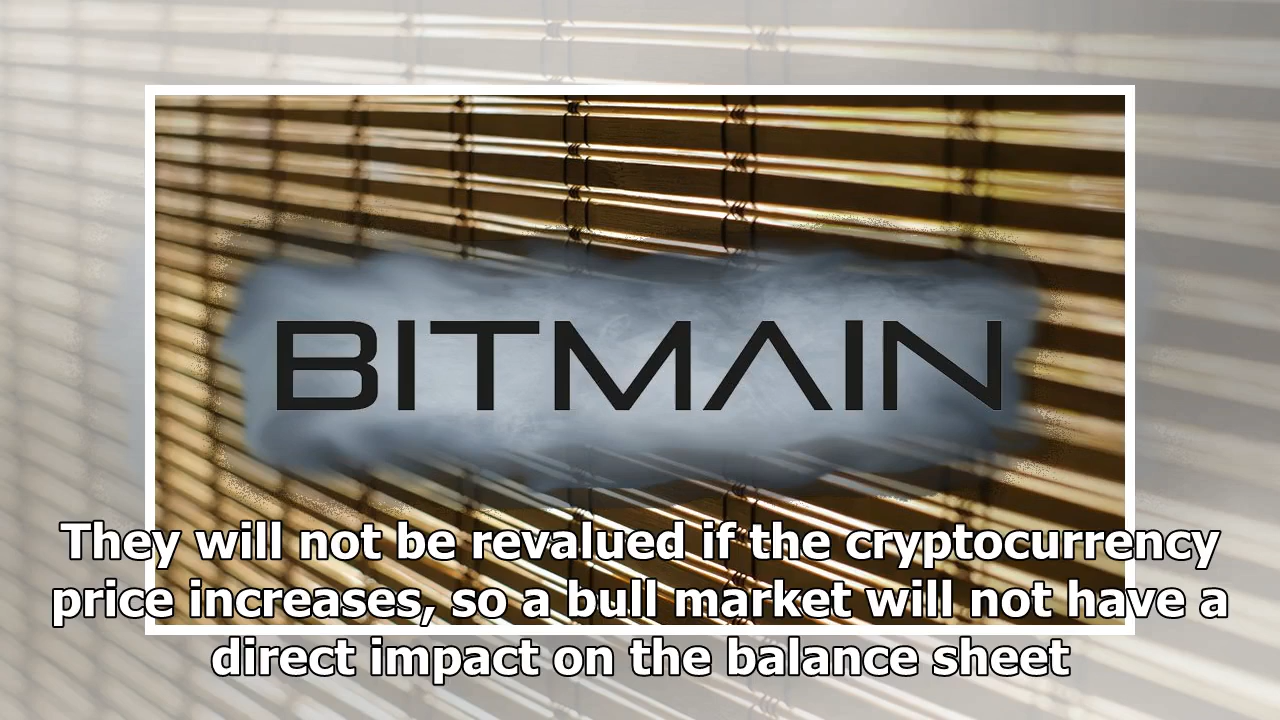 BITMAIN
They will not be revalued if the cryptocurrency
price increases, so a bull market will not have a
direct impact on the balance sheet